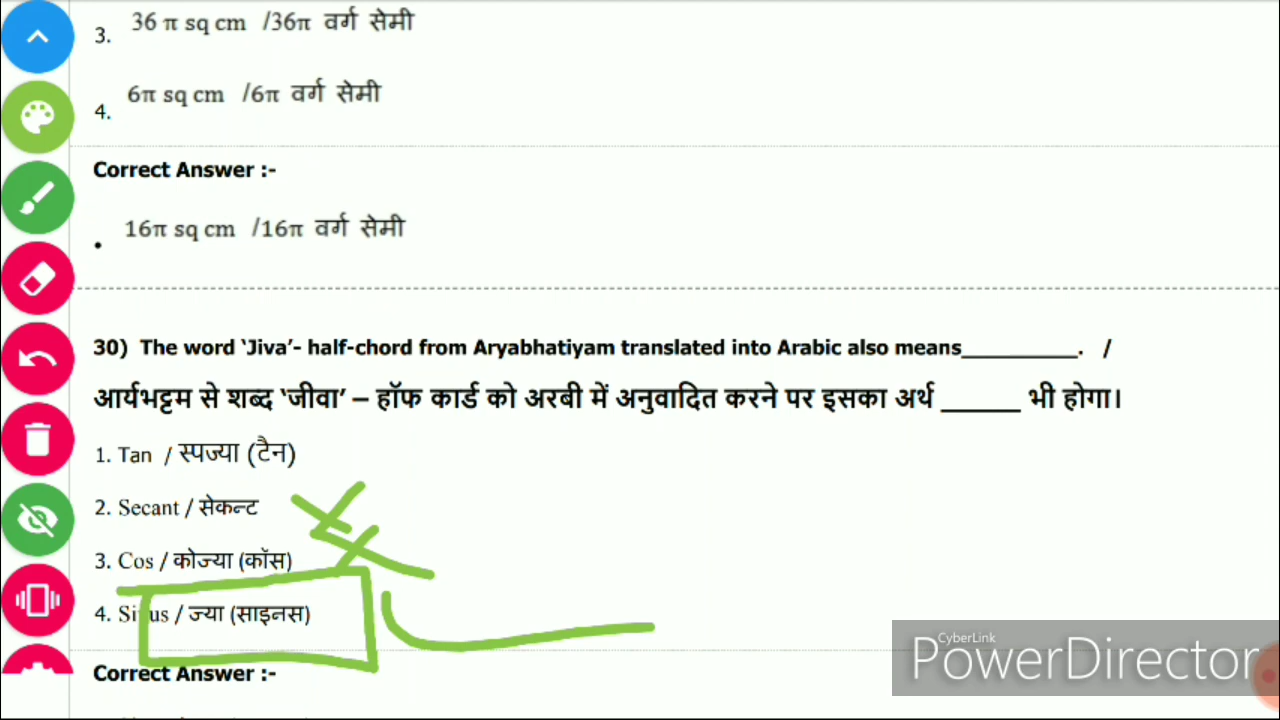 3. 36 π sq cm /36π वर्ग सेमी
4. 6π sq cm /6π वर्ग सेमी
Correct Answer :-
• 16π sq cm /16π वर्ग सेमी
30) The word ‘Jiva’- half-chord from Aryabhatiyam translated into Arabic also means__________. /
आर्यभट्टम से शब्द ‘जीवा’ – हॉफ कार्ड को अरबी में अनुवादित करने पर इसका अर्थ ______ भी होगा।
1. Tan / स्पज्या (टैन)
2. Secant / सेकन्ट
3. Cos / कोज्या (कॉस)
4. Sinus / ज्या (साइनस)
Correct Answer :-
CyberLink
PowerDirector